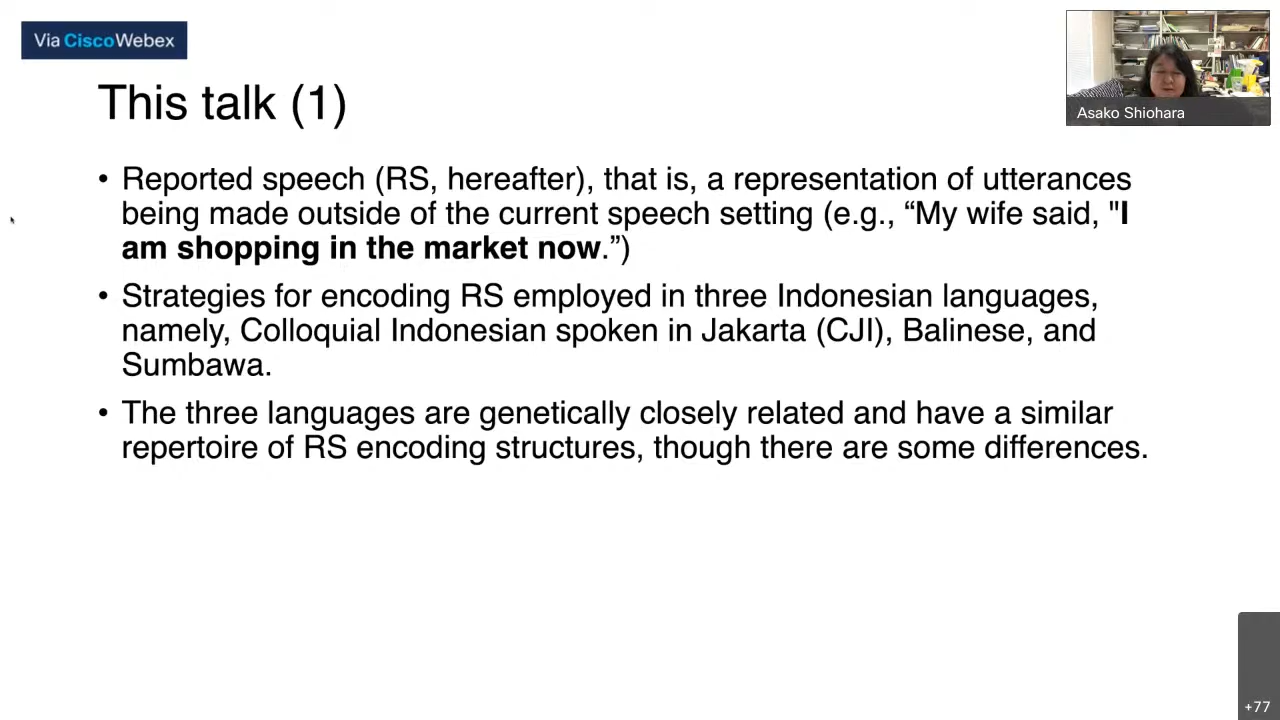 Via CiscoWebex
Asako Shiohara
This talk (1)
• Reported speech (RS, hereafter), that is, a representation of utterances
being made outside of the current speech setting (e.g., “My wife said, "I
am shopping in the market now.”)
• Strategies for encoding RS employed in three Indonesian languages,
namely, Colloquial Indonesian spoken in Jakarta (CJI), Balinese, and
Sumbawa.
• The three languages are genetically closely related and have a similar
repertoire of RS encoding structures, though there are some differences.
+77